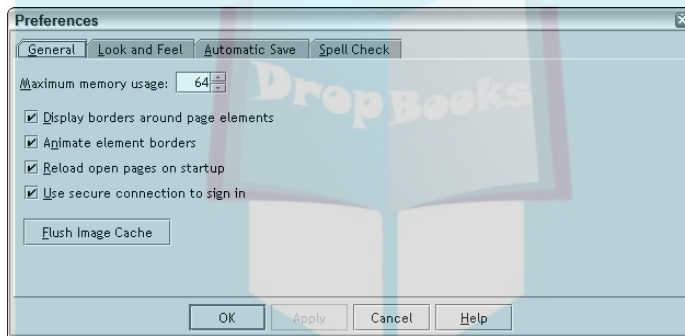 Preferences
General Look and Feel Automatic Save Spell Check
Maximum memory usage: 64
Display borders around page elements
Animate element borders
Reload open pages on startup
Use secure connection to sign in
Flush Image Cache
OK Apply Cancel Help
DropBooks